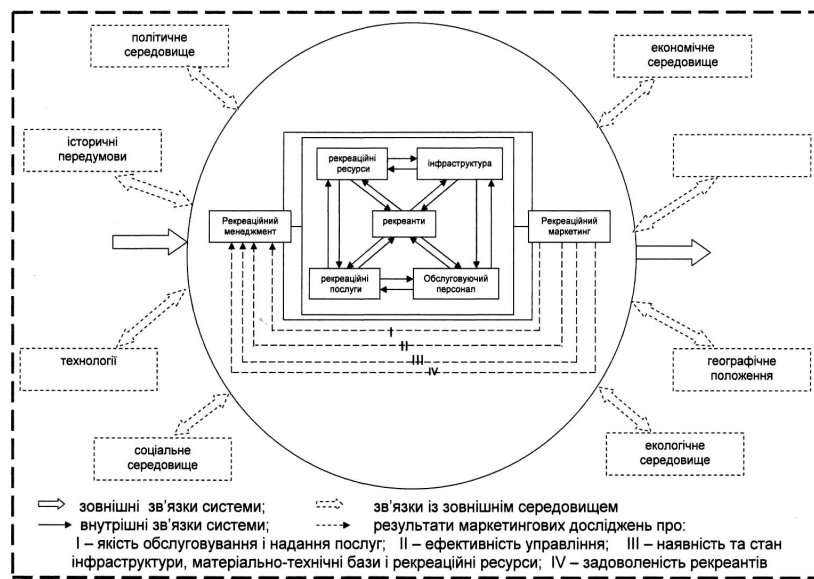 політичне
середовище
економічне
середовище
історичні
передумови
рекреаційні
ресурси
інфраструктура
Рекреаційний
менеджмент
рекреанти
Рекреаційний
маркетинг
рекреаційні
послуги
Обслуговуючий
персонал
I
II
III
IV
технології
географічне
положення
соціальне
середовище
екологічне
середовище
зовнішні зв'язки системи;
зв'язки із зовнішнім середовищем
внутрішні зв'язки системи;
результати маркетингових досліджень про:
I – якість обслуговування і надання послуг; II – ефективність управління; III – наявність та стан
інфраструктури, матеріально-технічні бази і рекреаційні ресурси; IV – задоволеність рекреантів